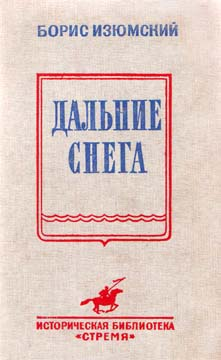 БОРИС ИЗЮМСКИЙ
ДАЛЬНИЕ
СНЕГА
ИСТОРИЧЕСКАЯ БИБЛИОТЕКА
«СТРЕМЯ»